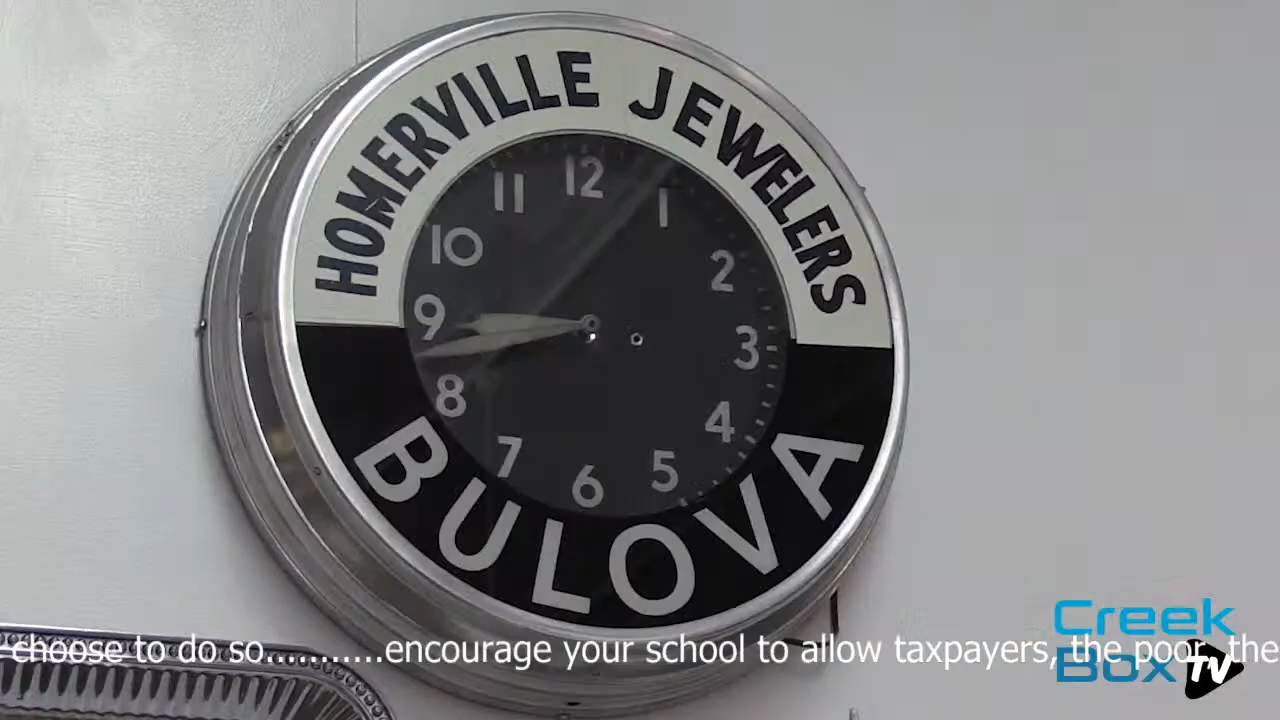 HOMERVILLE JEWELERS
12
11
1
10
2
9
3
8
4
7
5
6
BULOVA
Creek
Box TV
choose to do so...........encourage your school to allow taxpayers, the poor, the